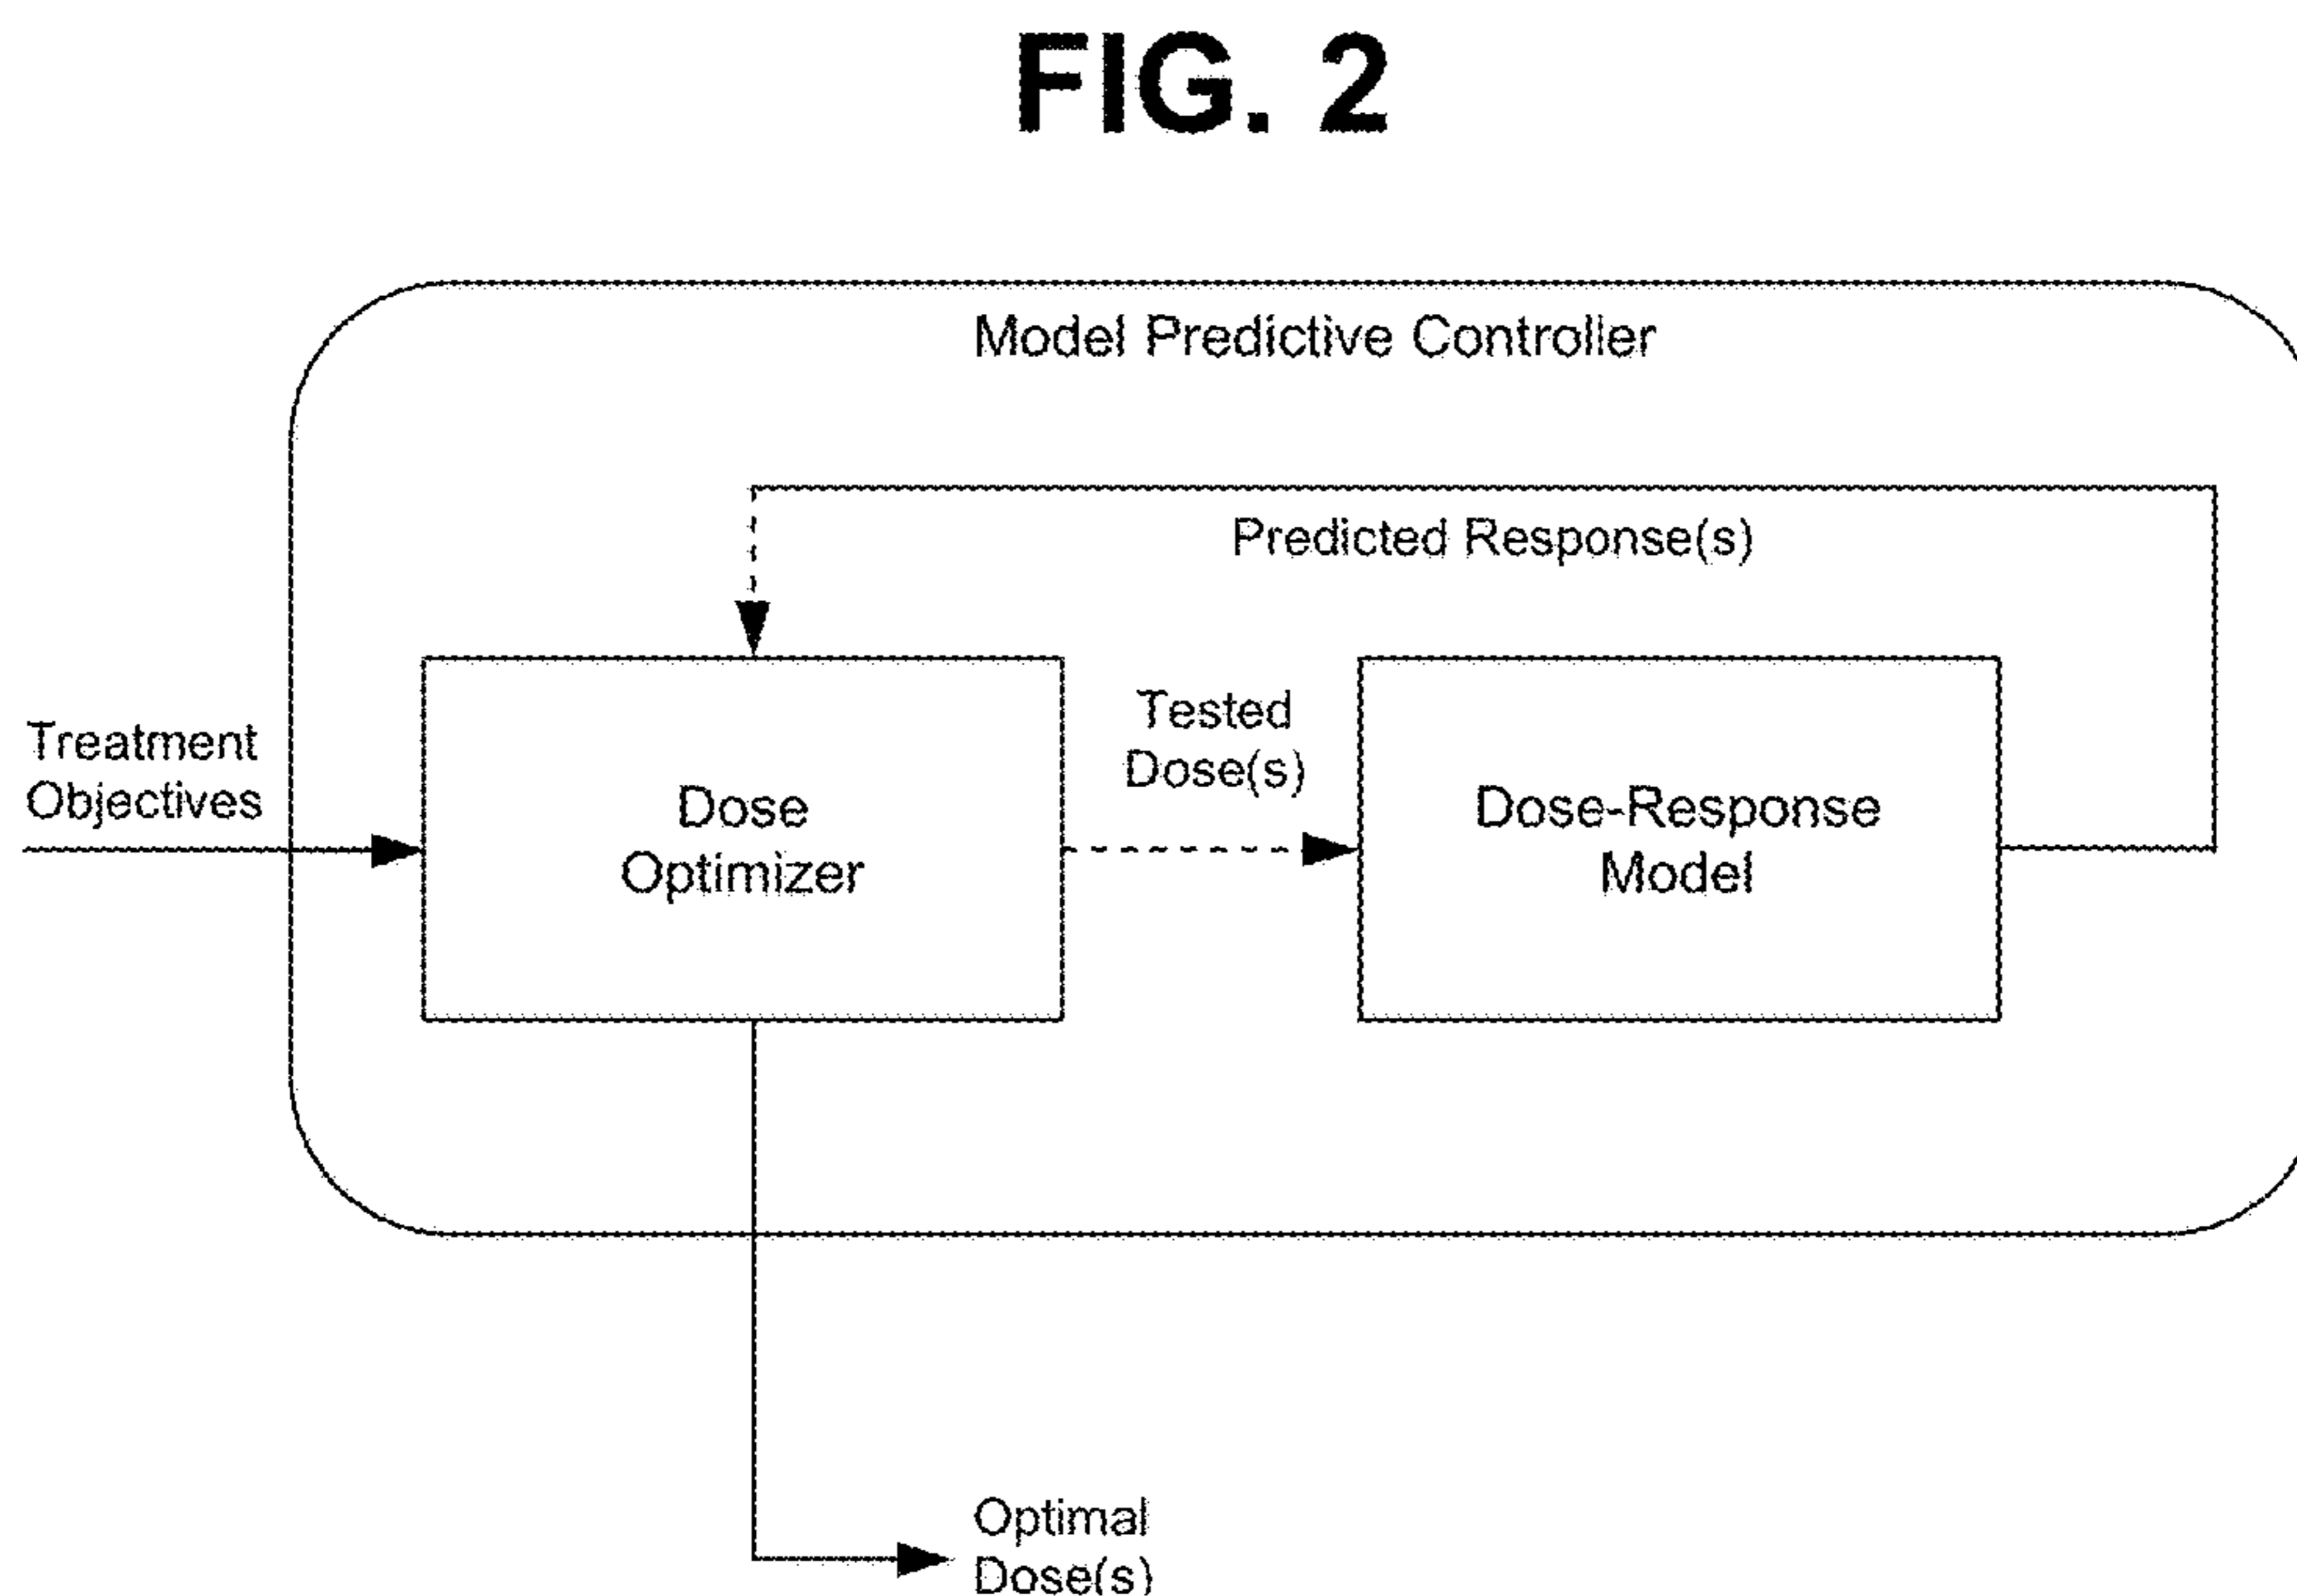 FIG. 2
Model Predictive Controller
Predicted Response(s)
Treatment
Objectives
Dose
Optimizer
Tested
Dose(s)
Dose-Response
Model
Optimal
Dose(s)